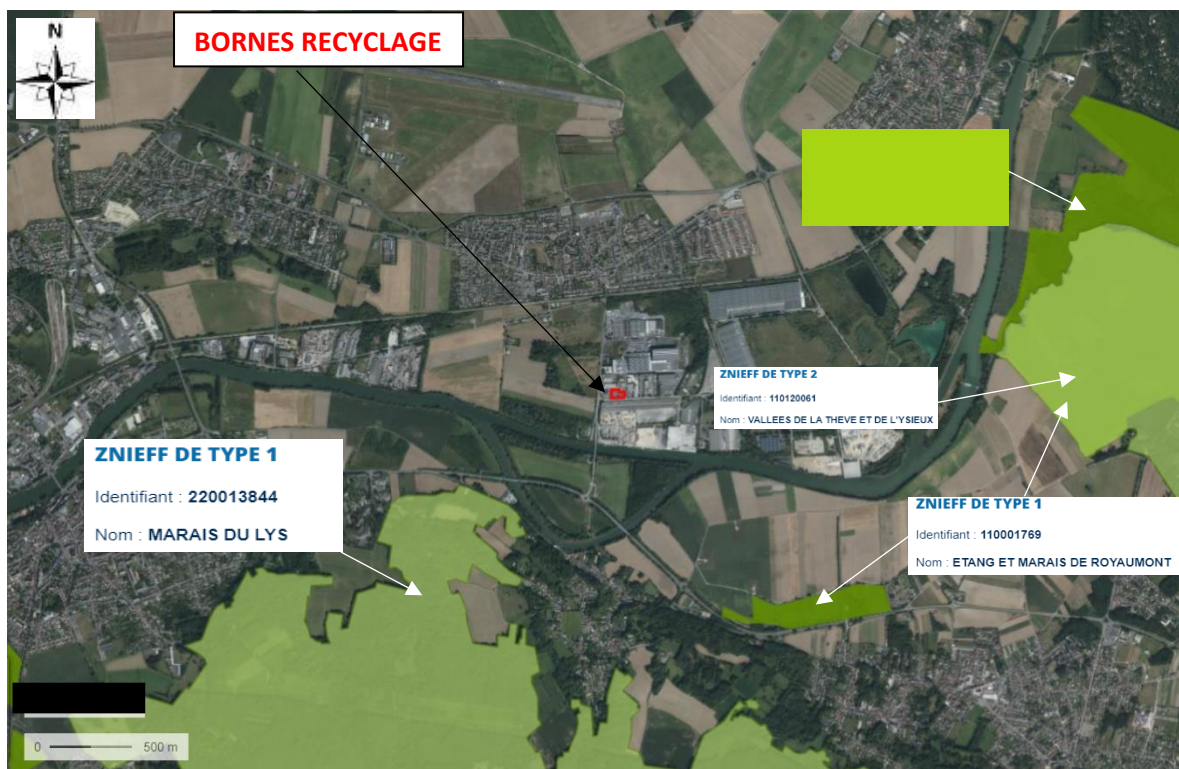 N
BORNES RECYCLAGE
ZNIEFF DE TYPE 2
Identifiant : 110120061
Nom : VALLEES DE LA THEVE ET DE L'YSIEUX
ZNIEFF DE TYPE 1
Identifiant : 220013844
Nom : MARAIS DU LYS
ZNIEFF DE TYPE 1
Identifiant : 110001769
Nom : ETANG ET MARAIS DE ROYAUMONT
0 500 m